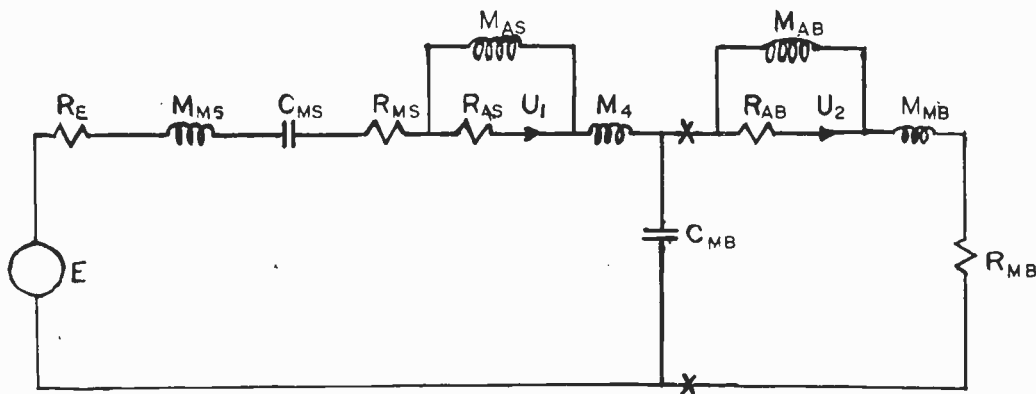 M_AS M_AB
R_E M_MS C_MS R_MS R_AS U_1 M_4 X R_AB U_2 M_MB
E C_MB R_MB
X